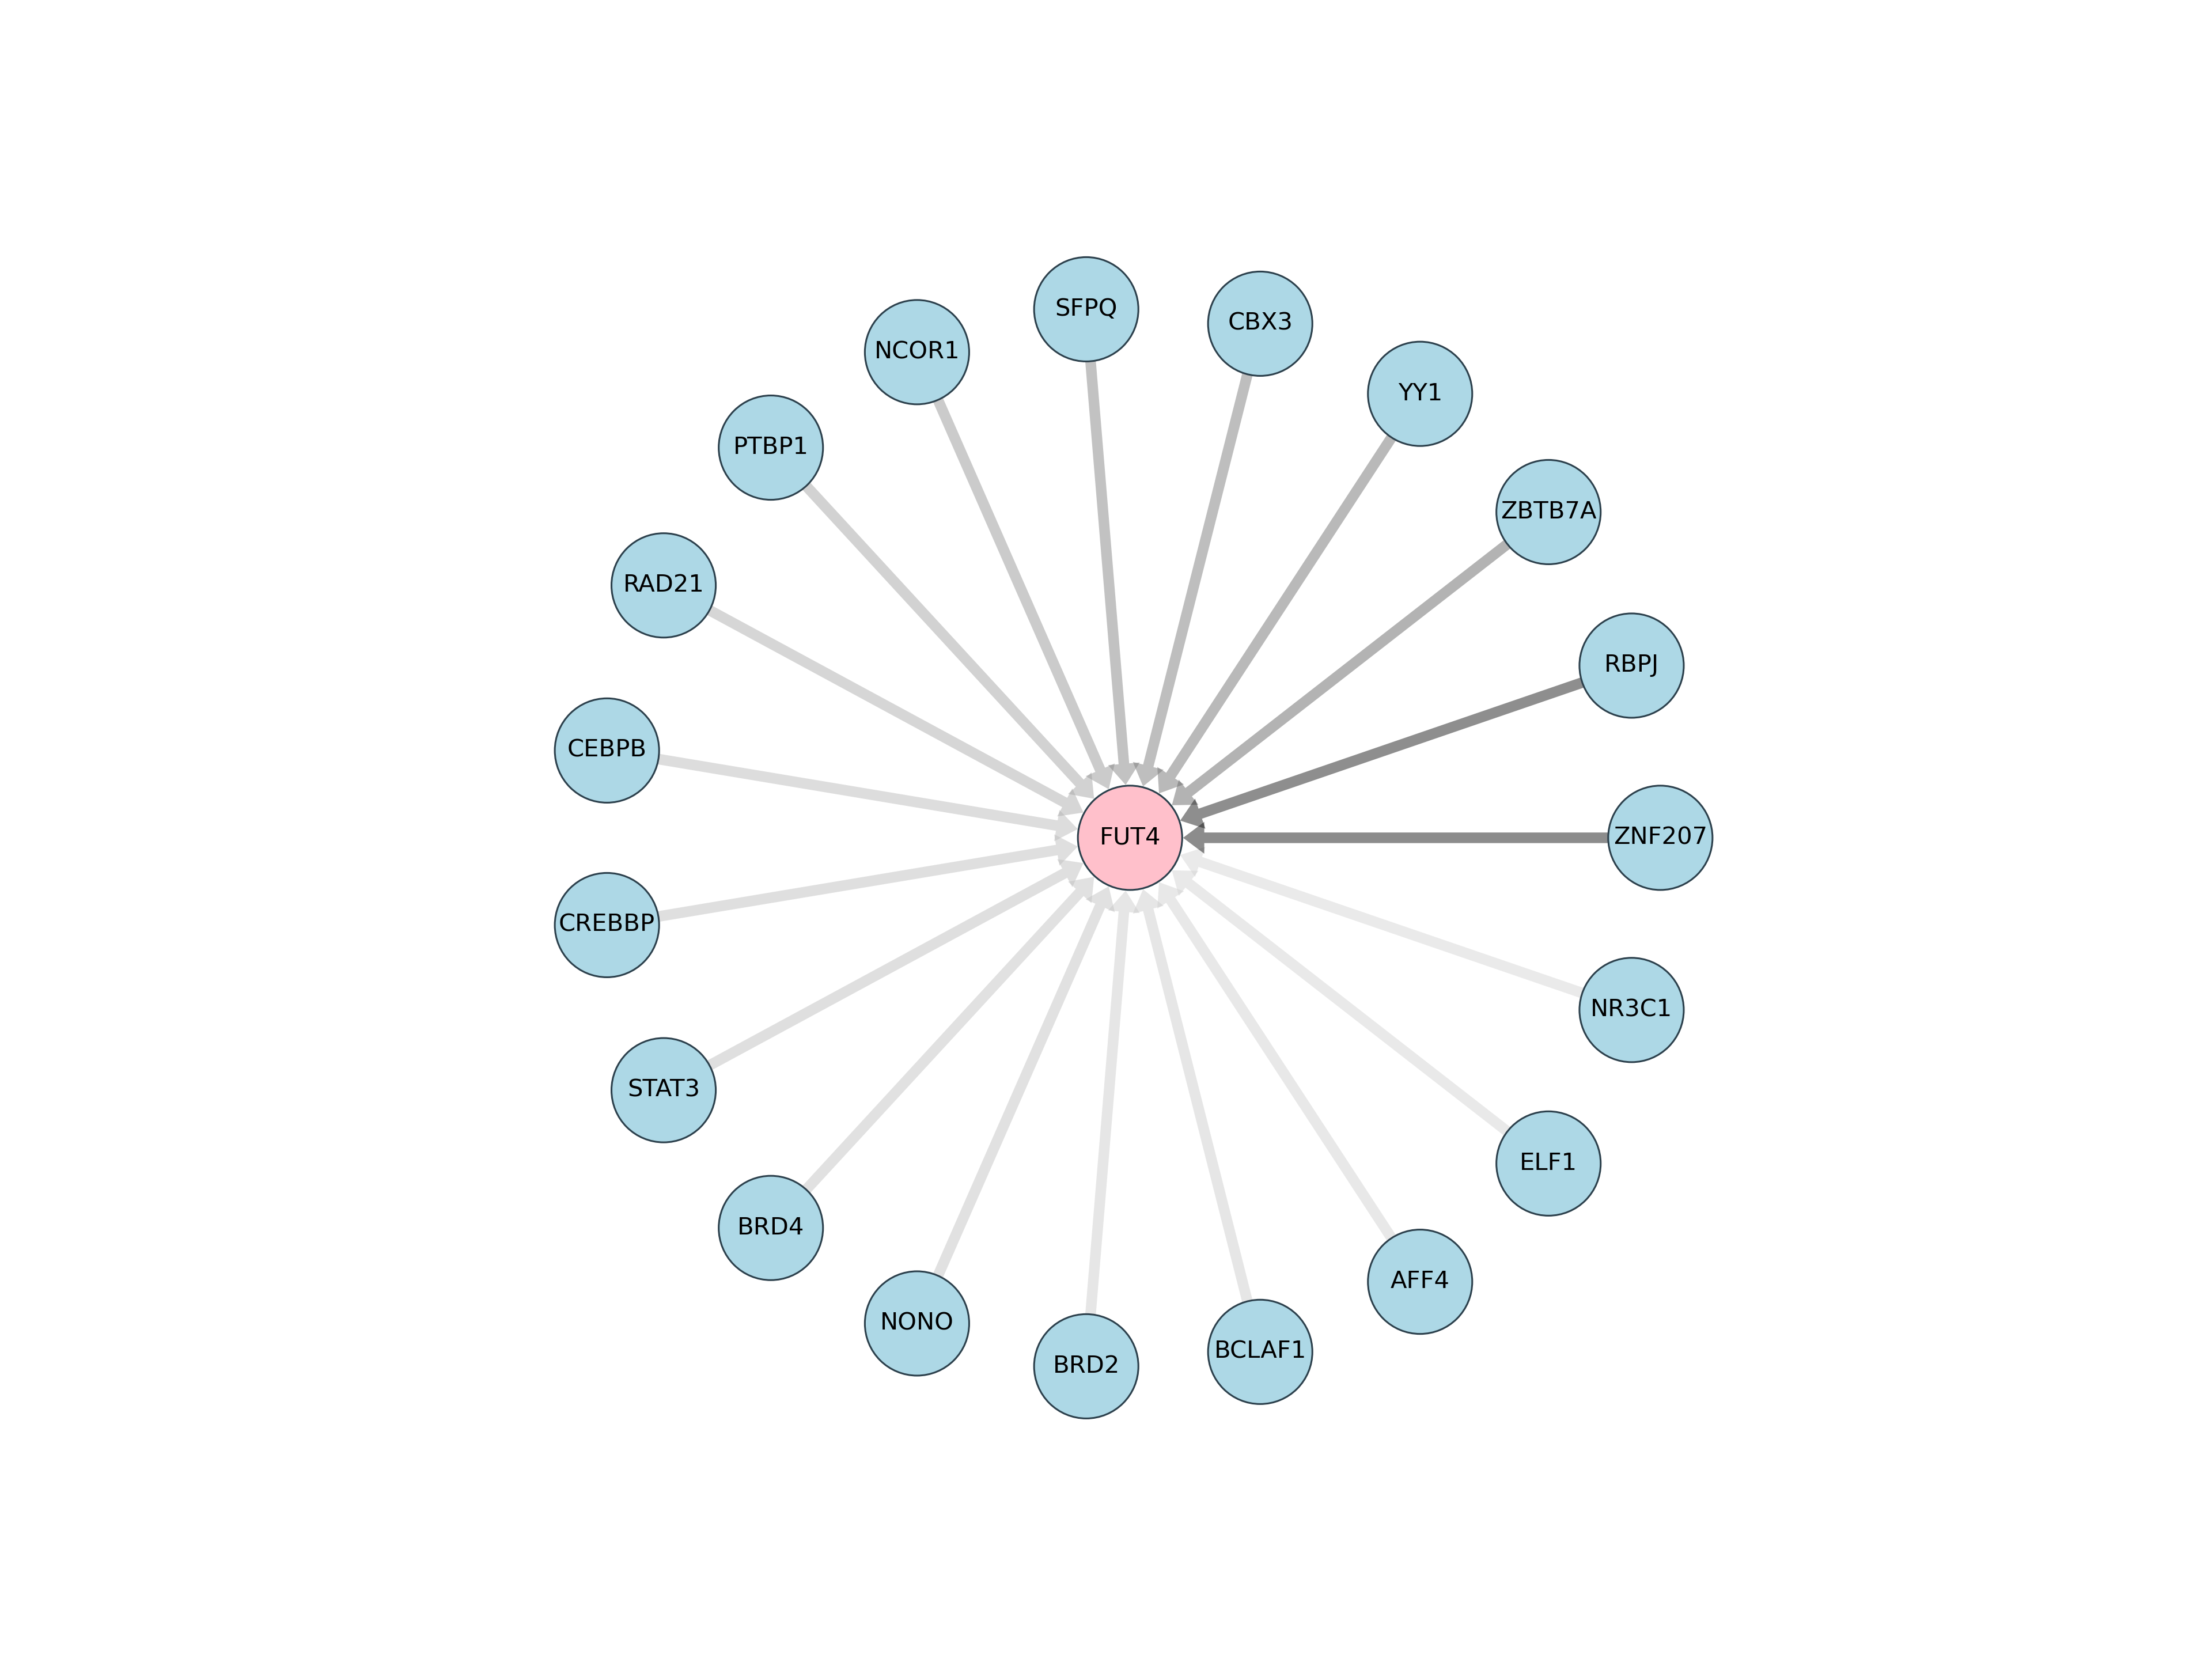 SFPQ
CBX3
NCOR1
YY1
PTBP1
ZBTB7A
RAD21
RBPJ
CEBPB
FUT4
ZNF207
CREBBP
NR3C1
STAT3
ELF1
BRD4
AFF4
NONO
BCLAF1
BRD2